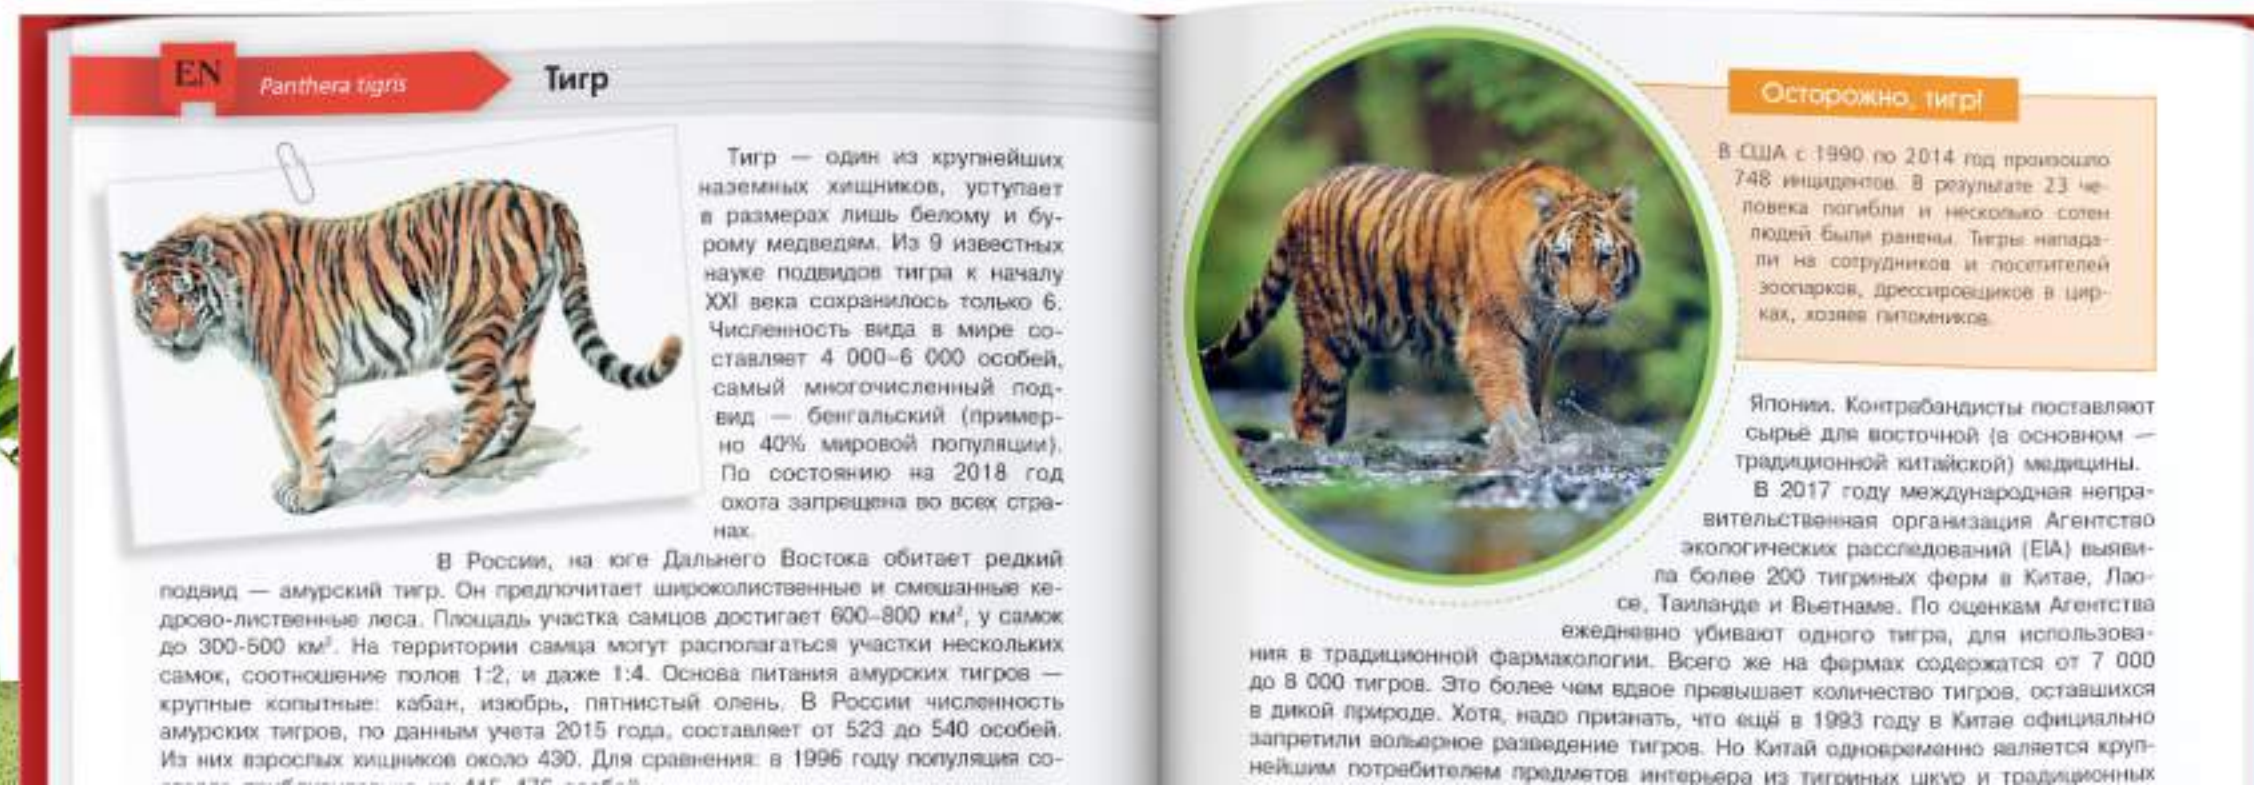 EN
Panthera tigris
Тигр
Тигр — один из крупнейших
наземных хищников, уступает
в размерах лишь белому и бу-
рому медведям. Из 9 известных
науке подвидов тигра к началу
XXI века сохранилось только 6.
Численность вида в мире со-
ставляет 4 000–6 000 особей,
самый многочисленный под-
вид — бенгальский (пример-
но 40% мировой популяции).
По состоянию на 2018 год
охота запрещена во всех стра-
нах.
В России, на юге Дальнего Востока обитает редкий
подвид — амурский тигр. Он предпочитает широколиственные и смешанные ке-
дрово-лиственные леса. Площадь участка самцов достигает 600–800 км², у самок
до 300-500 км². На территории самца могут располагаться участки нескольких
самок, соотношение полов 1:2, и даже 1:4. Основа питания амурских тигров —
крупные копытные: кабан, изюбрь, пятнистый олень. В России численность
амурских тигров, по данным учета 2015 года, составляет от 523 до 540 особей.
Из них взрослых хищников около 430. Для сравнения: в 1996 году популяция со-
Осторожно, тигр!
В США с 1990 по 2014 год произошло
748 инцидентов. В результате 23 че-
ловека погибли и несколько сотен
людей были ранены. Тигры напада-
ли на сотрудников и посетителей
зоопарков, дрессировщиков в цир-
ках, хозяев питомников.
Японии. Контрабандисты поставляют
сырье для восточной (в основном —
традиционной китайской) медицины.
В 2017 году международная непра-
вительственная организация Агентство
экологических расследований (EIA) выяви-
ла более 200 тигриных ферм в Китае, Лао-
се, Таиланде и Вьетнаме. По оценкам Агентства
ежедневно убивают одного тигра, для использова-
ния в традиционной фармакологии. Всего же на фермах содержатся от 7 000
до 8 000 тигров. Это более чем вдвое превышает количество тигров, оставшихся
в дикой природе. Хотя, надо признать, что ещё в 1993 году в Китае официально
запретили вольерное разведение тигров. Но Китай одновременно является круп-
нейшим потребителем предметов интерьера из тигриных шкур и традиционных